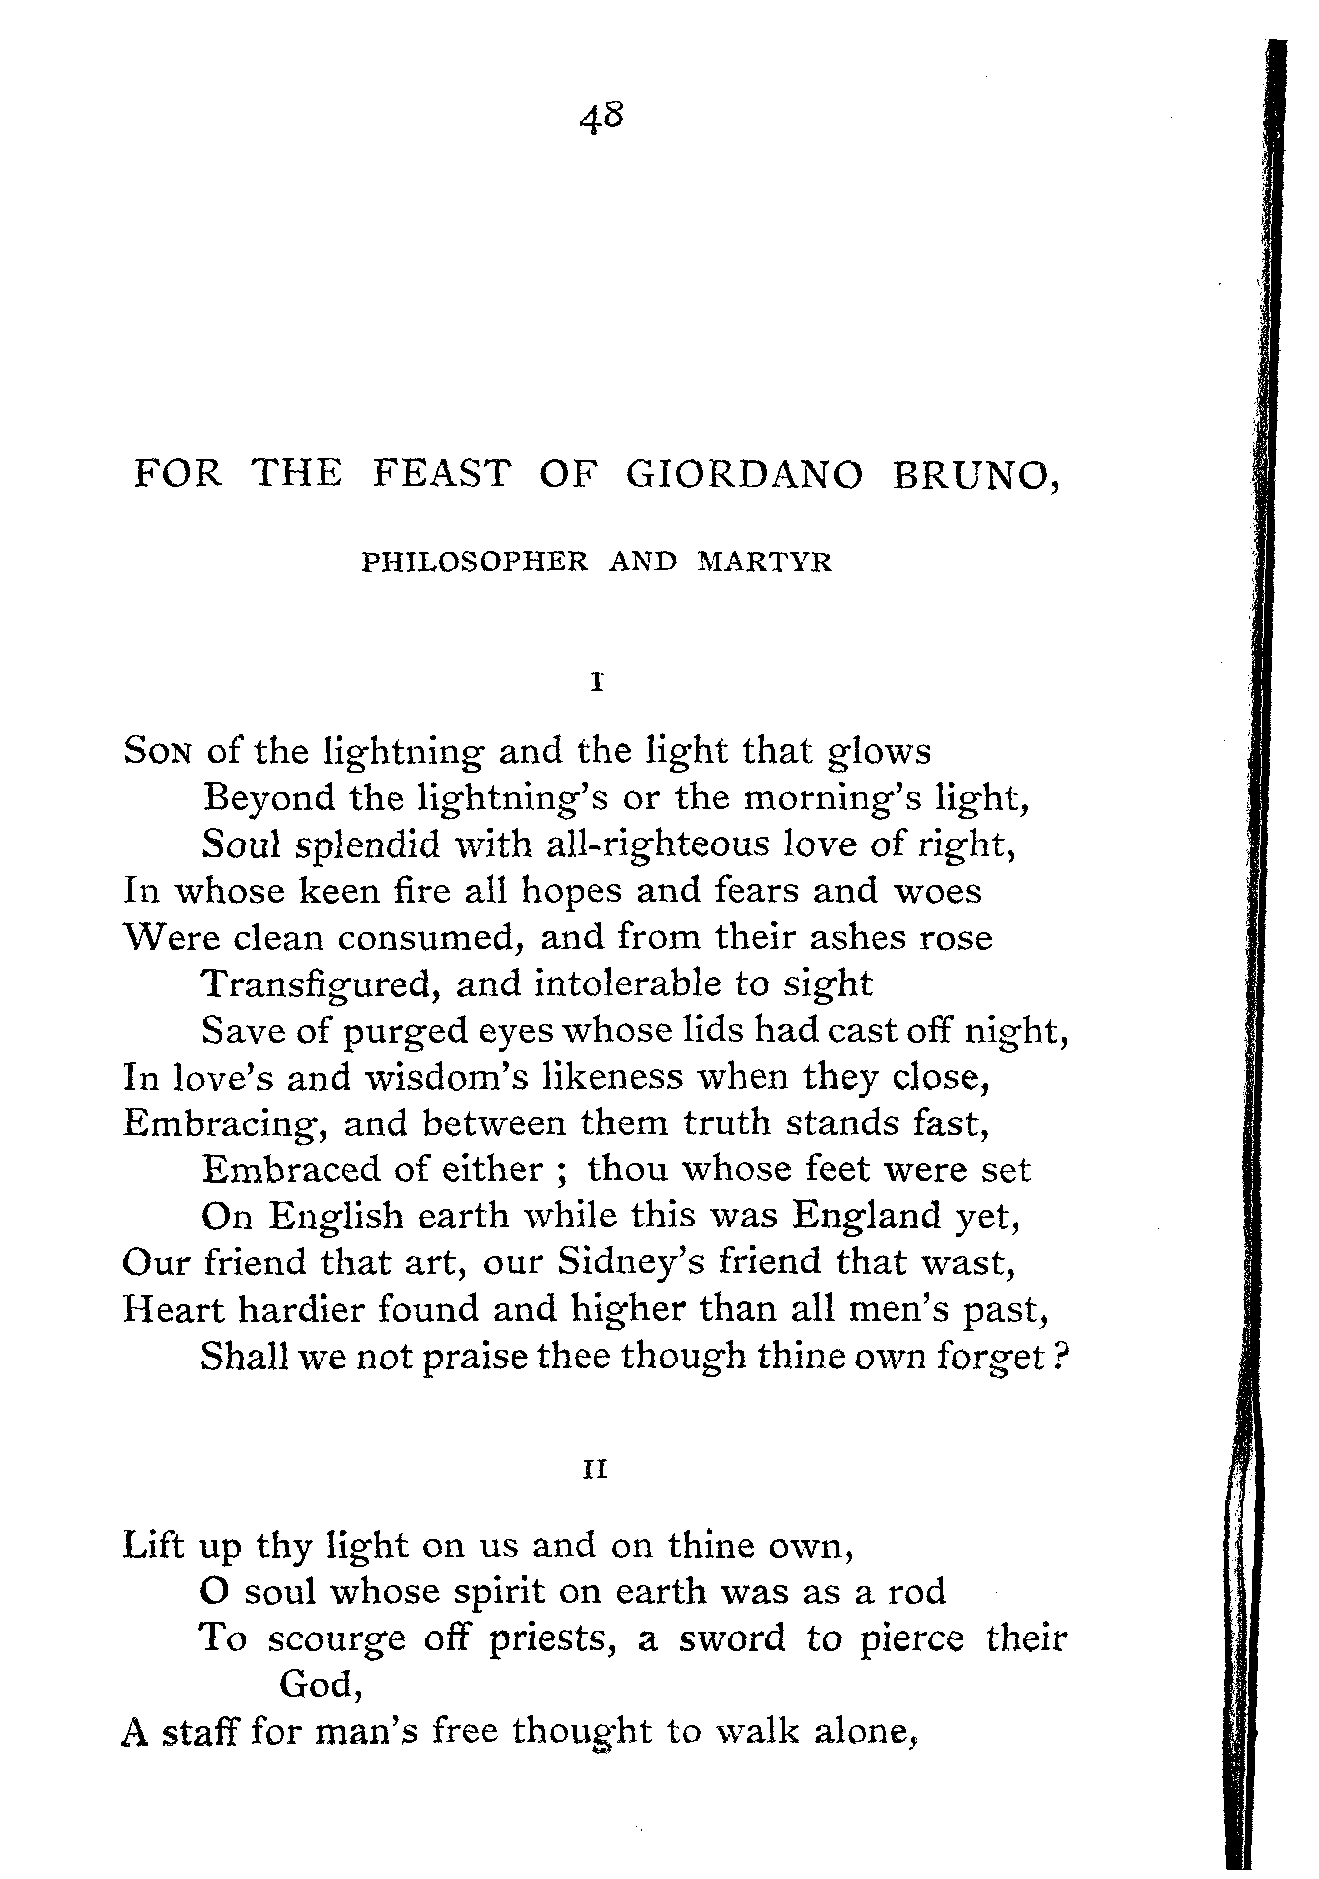 48
FOR THE FEAST OF GIORDANO BRUNO,
PHILOSOPHER AND MARTYR
I
SON of the lightning and the light that glows
Beyond the lightning's or the morning's light,
Soul splendid with all-righteous love of right,
In whose keen fire all hopes and fears and woes
Were clean consumed, and from their ashes rose
Transfigured, and intolerable to sight
Save of purged eyes whose lids had cast off night,
In love's and wisdom's likeness when they close,
Embracing, and between them truth stands fast,
Embraced of either ; thou whose feet were set
On English earth while this was England yet,
Our friend that art, our Sidney's friend that wast,
Heart hardier found and higher than all men's past,
Shall we not praise thee though thine own forget ?
II
Lift up thy light on us and on thine own,
O soul whose spirit on earth was as a rod
To scourge off priests, a sword to pierce their
God,
A staff for man's free thought to walk alone,